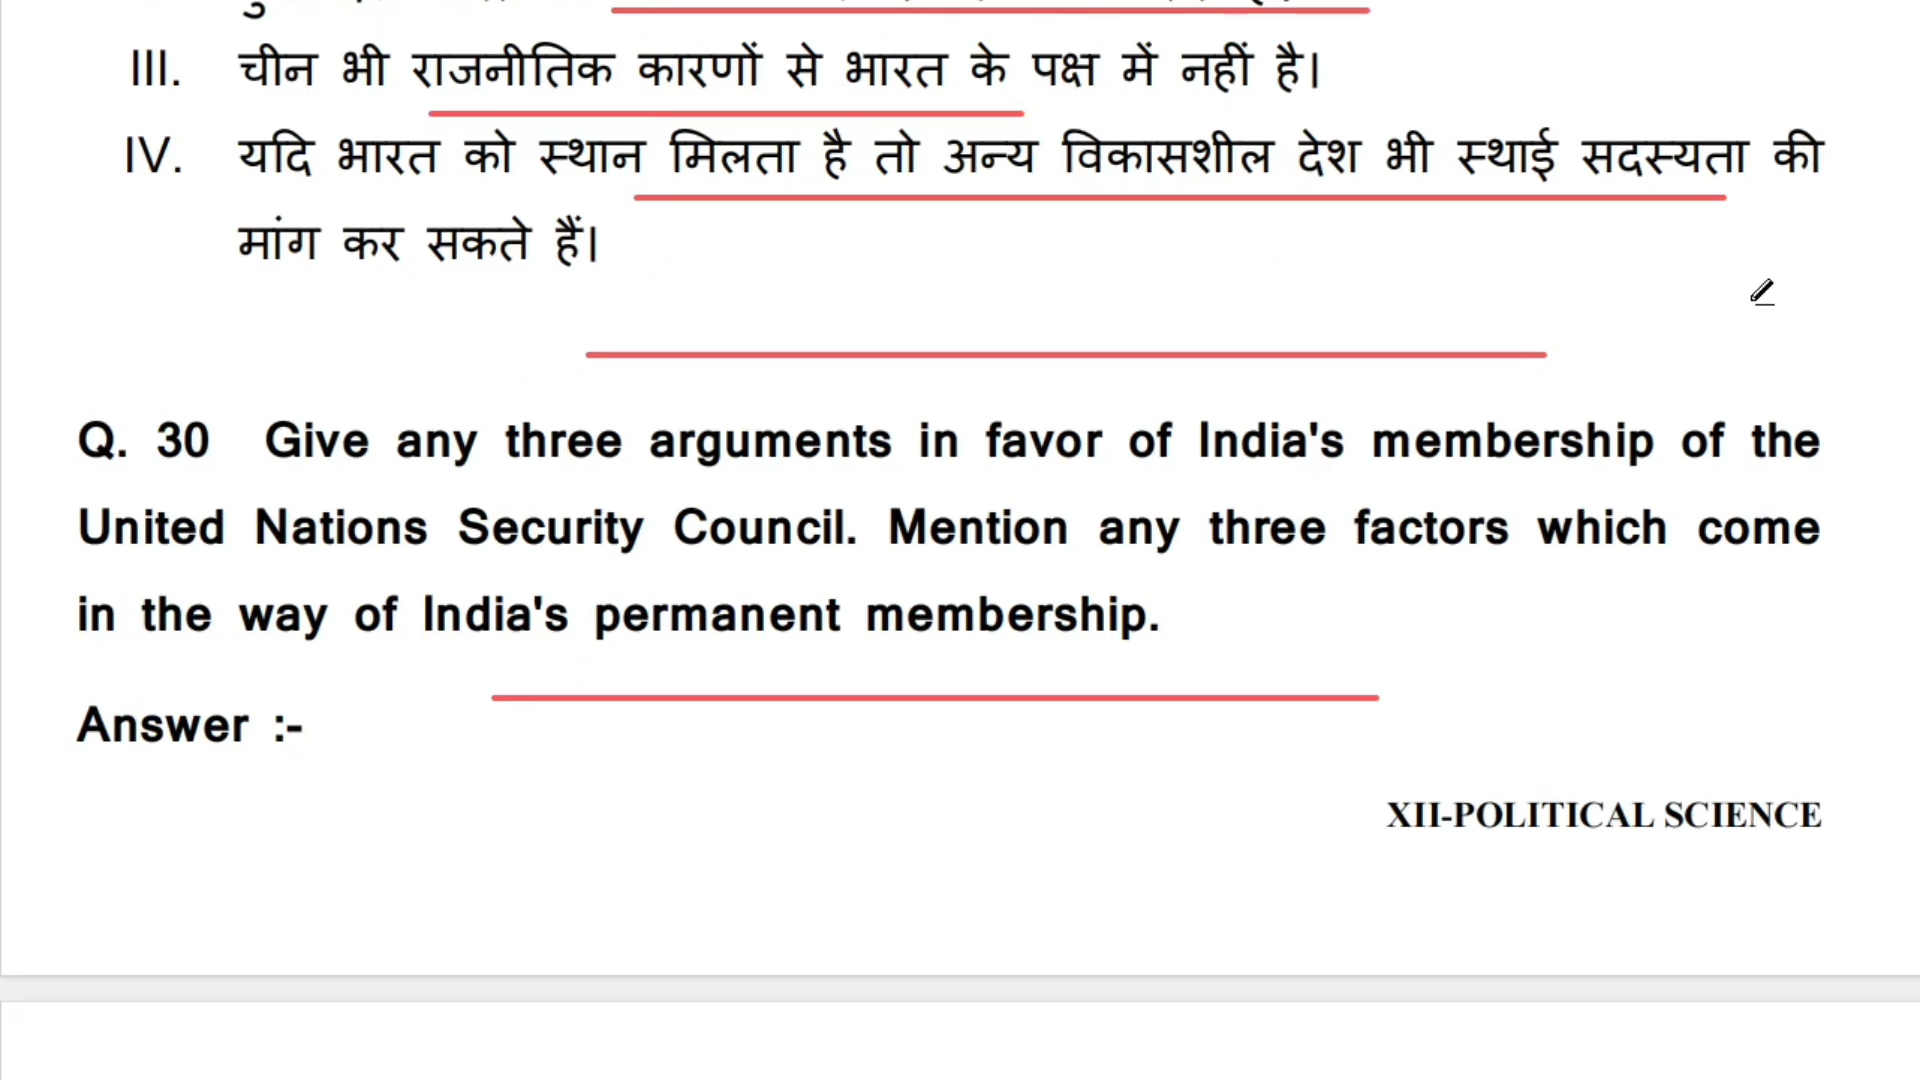 III. चीन भी राजनीतिक कारणों से भारत के पक्ष में नहीं है।
IV. यदि भारत को स्थान मिलता है तो अन्य विकासशील देश भी स्थाई सदस्यता की
मांग कर सकते हैं।
Q. 30 Give any three arguments in favor of India's membership of the
United Nations Security Council. Mention any three factors which come
in the way of India's permanent membership.
Answer :-
XII-POLITICAL SCIENCE